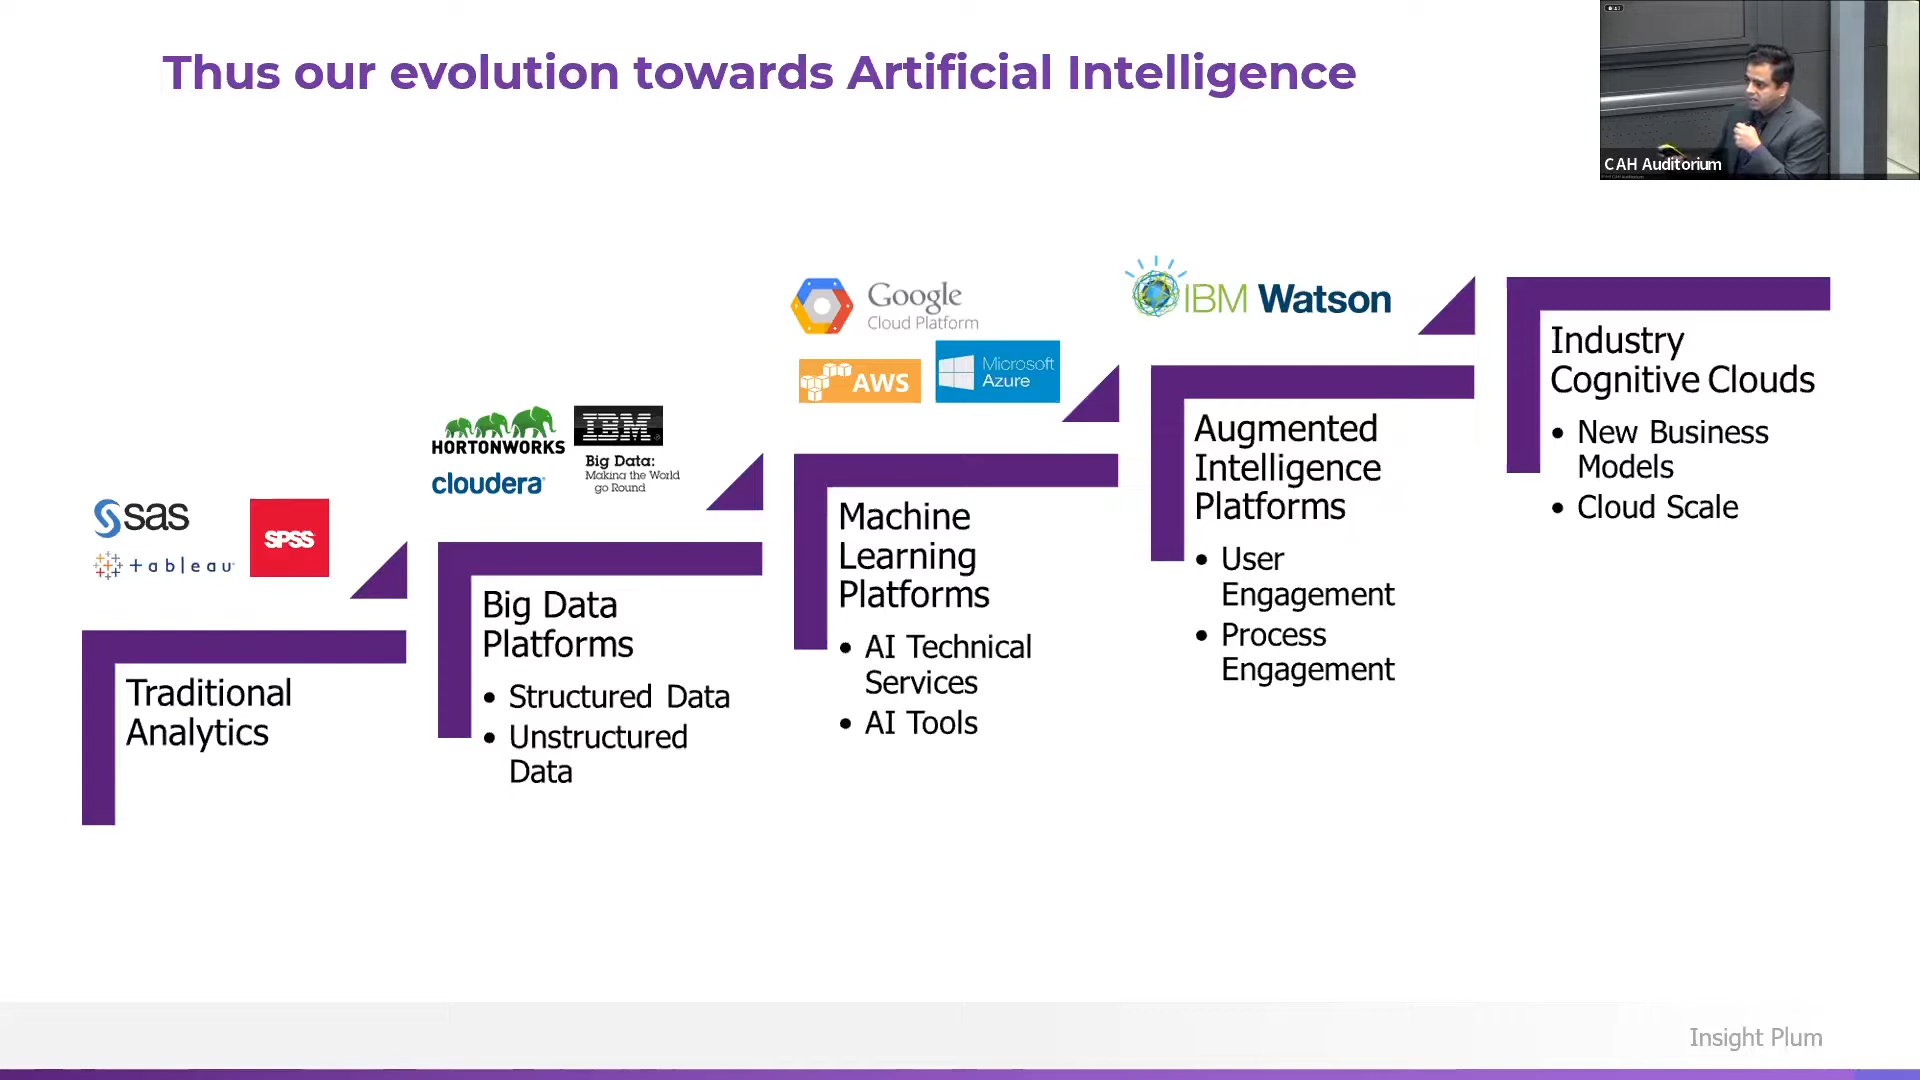 Thus our evolution towards Artificial Intelligence
CAH Auditorium
sas
SPSS
+ableau
Traditional
Analytics
HORTONWORKS
cloudera
IBM
Big Data:
Making the World
go Round
Big Data
Platforms
• Structured Data
• Unstructured
Data
Google
Cloud Platform
AWS
Microsoft
Azure
Machine
Learning
Platforms
• AI Technical
Services
• AI Tools
IBM Watson
Augmented
Intelligence
Platforms
• User
Engagement
• Process
Engagement
Industry
Cognitive Clouds
• New Business
Models
• Cloud Scale
Insight Plum